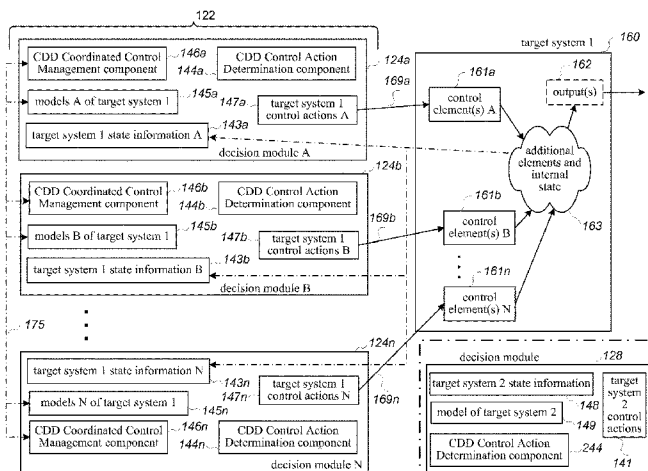 122
CDD Coordinated Control
Management component
146a
144a
CDD Control Action
Determination component
124a
models A of target system 1
145a
147a
target system 1
control actions A
169a
target system 1 state information A
143a
decision module A
124b
CDD Coordinated Control
Management component
146b
144b
CDD Control Action
Determination component
models B of target system 1
145b
147b
target system 1
control actions B
169b
target system 1 state information B
143b
decision module B
175
124n
target system 1 state information N
143n
147n
target system 1
control actions N
169n
models N of target system 1
145n
CDD Coordinated Control
Management component
146n
144n
CDD Control Action
Determination component
decision module N
target system 1
160
161a
control
element(s) A
162
output(s)
additional
elements and
internal
state
163
161b
control
element(s) B
161n
control
element(s) N
decision module
128
target system 2 state information
148
model of target system 2
149
CDD Control Action
Determination component
244
target
system
2
control
actions
141